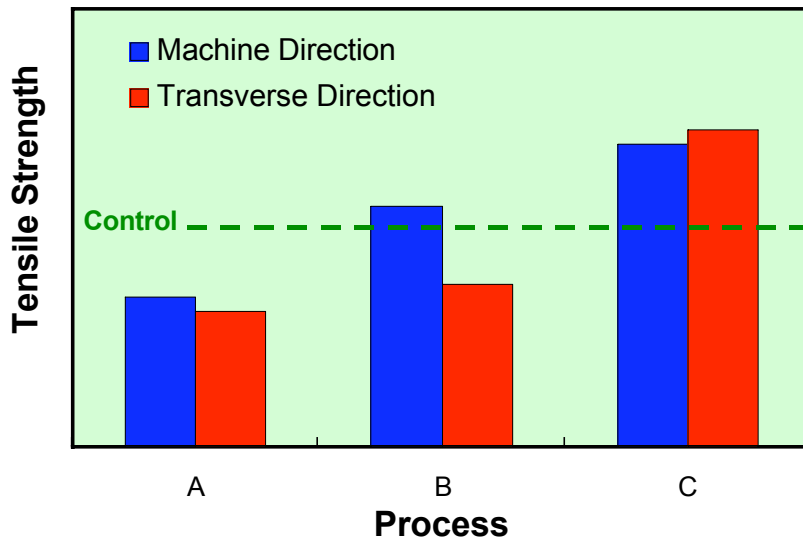 Machine Direction
Transverse Direction
Tensile Strength
Control
A B C
Process